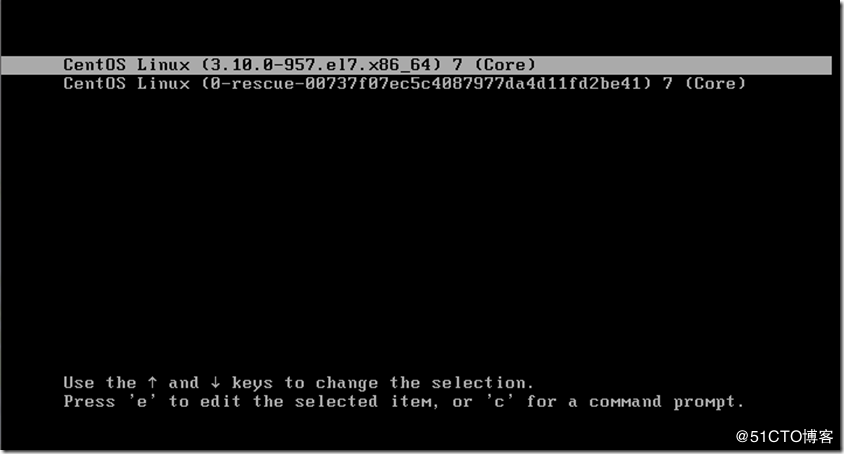 CentOS Linux (3.10.0-957.el7.x86_64) 7 (Core)
CentOS Linux (0-rescue-00737f07ec5c4087977da4d11fd2be41) 7 (Core)
Use the ↑ and ↓ keys to change the selection.
Press 'e' to edit the selected item, or 'c' for a command prompt.
@51CTO博客